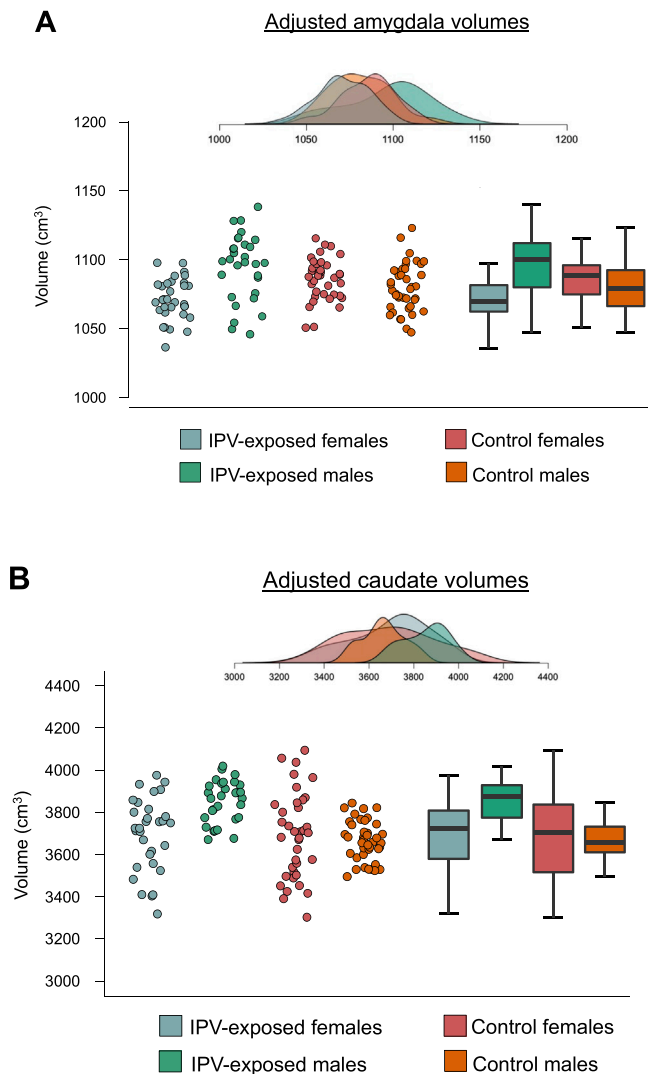 A
Adjusted amygdala volumes
1000 1050 1100 1150 1200
1200
1150
1100
1050
1000
Volume (cm³)
IPV-exposed females
Control females
IPV-exposed males
Control males
B
Adjusted caudate volumes
3000 3200 3400 3600 3800 4000 4200 4400
4400
4200
4000
3800
3600
3400
3200
3000
Volume (cm³)
IPV-exposed females
Control females
IPV-exposed males
Control males